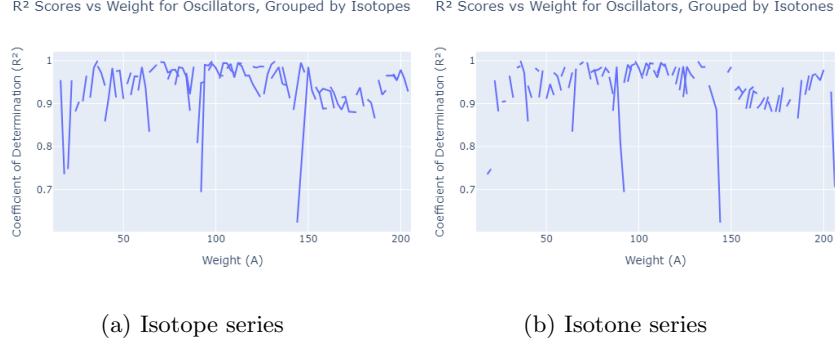 R² Scores vs Weight for Oscillators, Grouped by Isotopes
Coefficient of Determination (R²)
1
0.9
0.8
0.7
50
100
150
200
Weight (A)
(a) Isotope series
R² Scores vs Weight for Oscillators, Grouped by Isotones
Coefficient of Determination (R²)
1
0.9
0.8
0.7
50
100
150
200
Weight (A)
(b) Isotone series